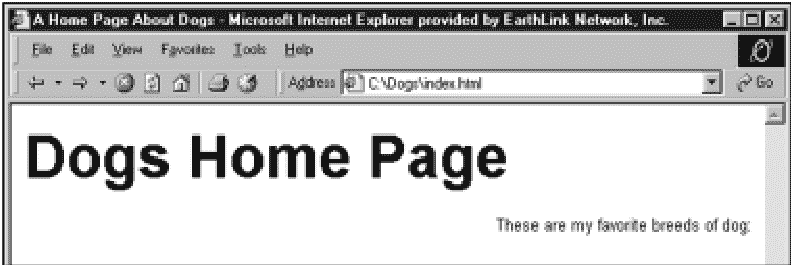 A Home Page About Dogs - Microsoft Internet Explorer provided by EarthLink Network, Inc.
File Edit View Favorites Tools Help
Address C:\Dogs\index.html Go
Dogs Home Page
These are my favorite breeds of dog: